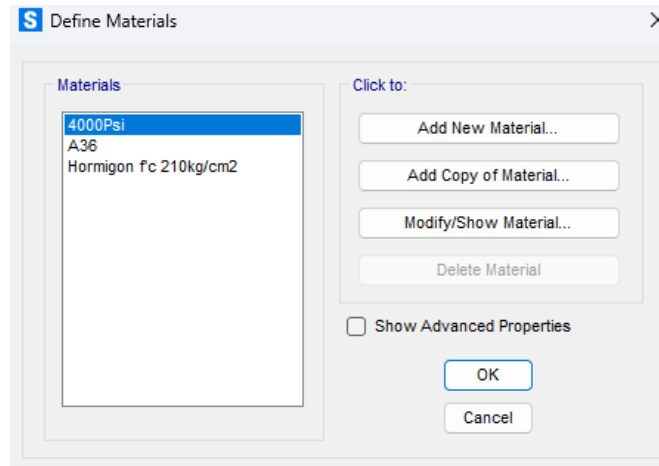 S Define Materials
Materials
4000Psi
A36
Hormigon f'c 210kg/cm2
Click to:
Add New Material...
Add Copy of Material...
Modify/Show Material...
Delete Material
Show Advanced Properties
OK
Cancel